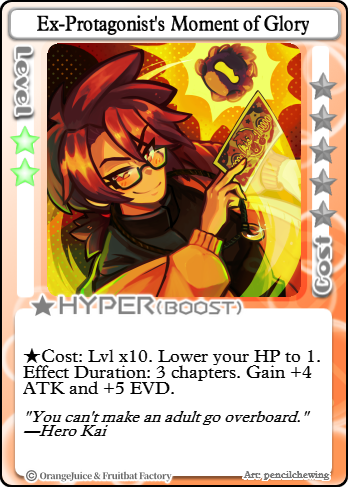 Ex-Protagonist's Moment of Glory
Level
Cost
HYPER(BOOST)
★Cost: Lvl x10. Lower your HP to 1.
Effect Duration: 3 chapters. Gain +4
ATK and +5 EVD.
"You can't make an adult go overboard."
—Hero Kai
© OrangeJuice & Fruitbat Factory
Art: pencilchewing